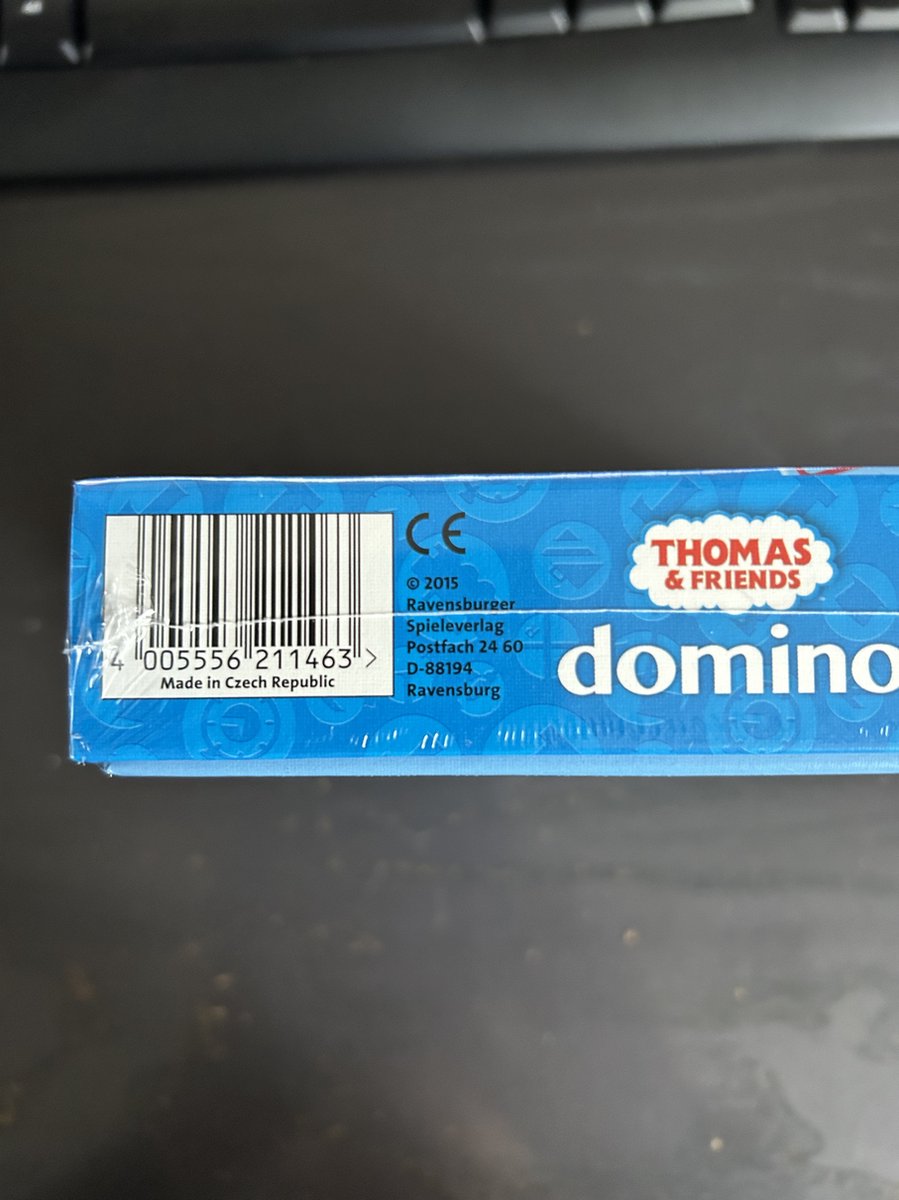 4 005556 211463 >
Made in Czech Republic
CE
© 2015
Ravensburger
Spieleverlag
Postfach 24 60
D-88194
Ravensburg
THOMAS
& FRIENDS
domino